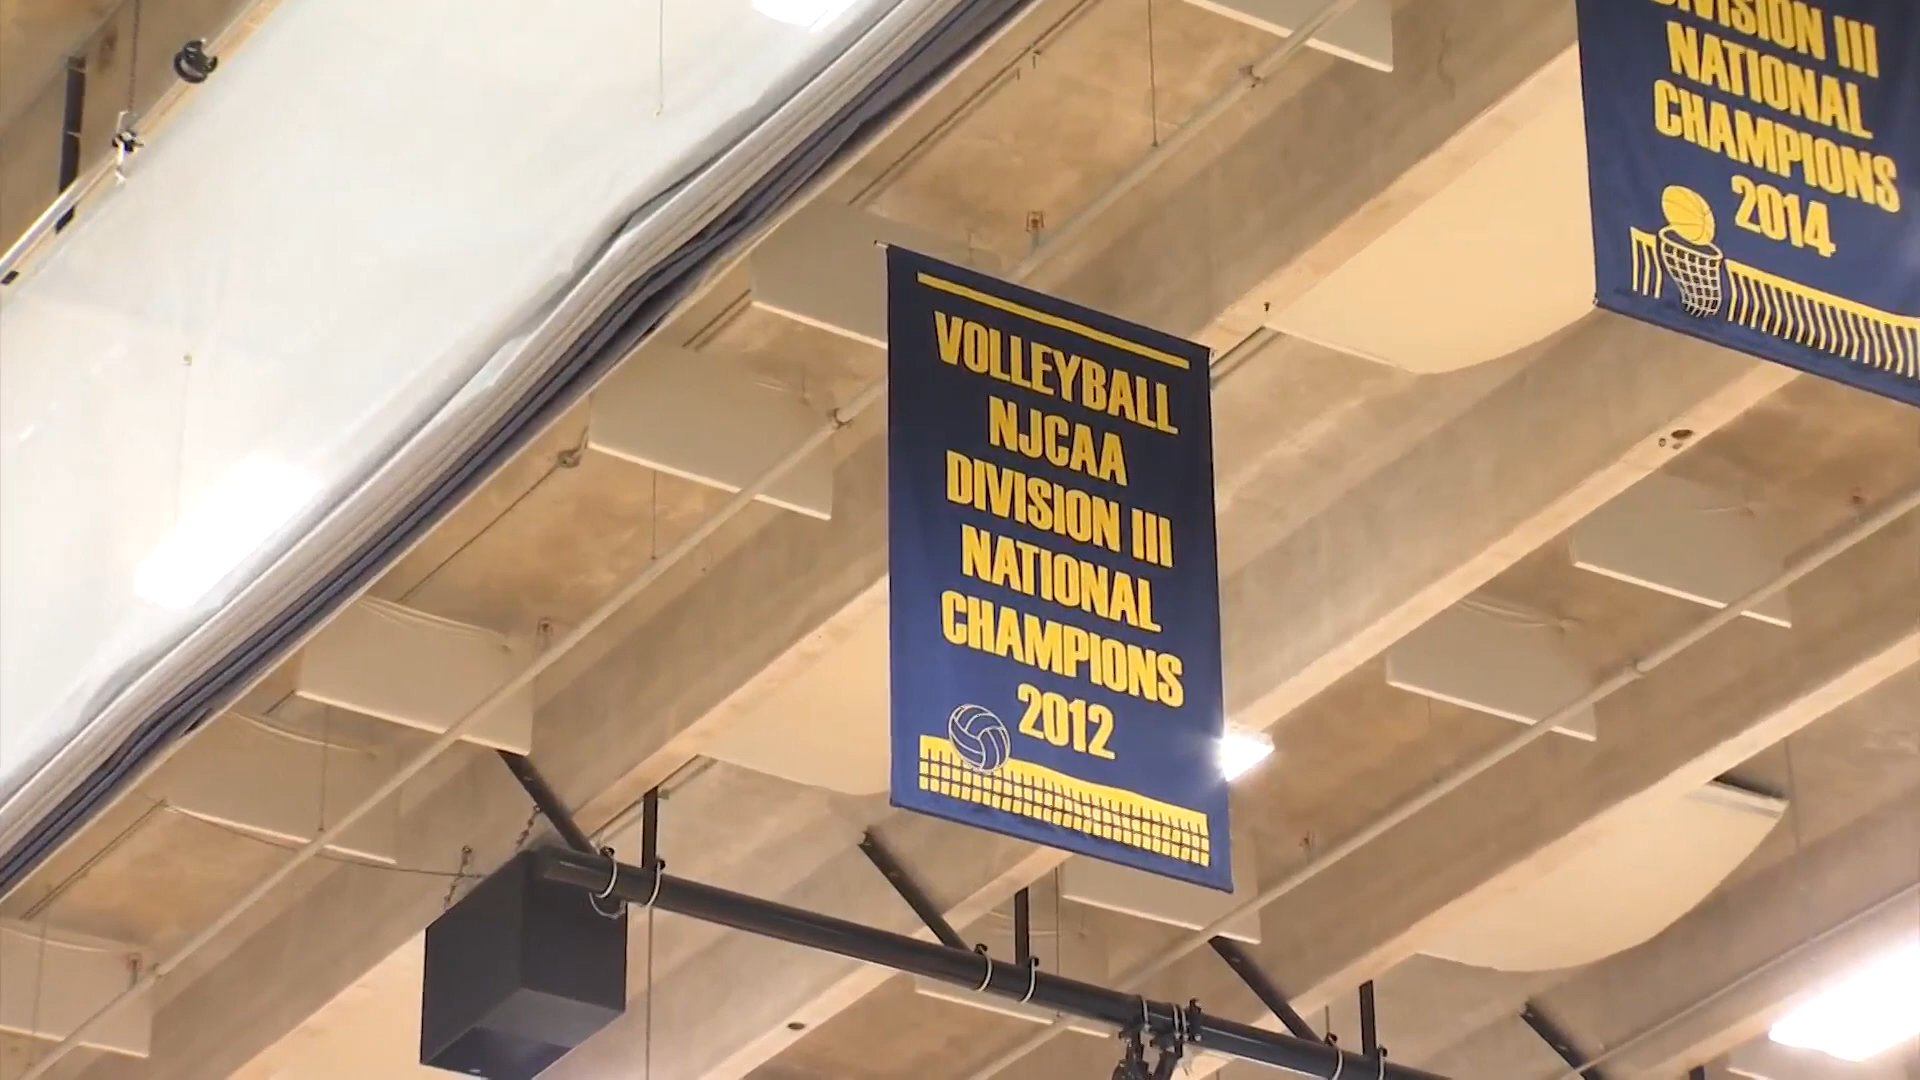 VOLLEYBALL
NJCAA
DIVISION III
NATIONAL
CHAMPIONS
2012
DIVISION III
NATIONAL
CHAMPIONS
2014